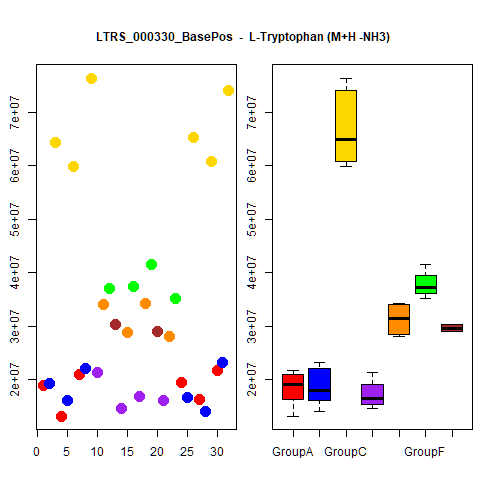 LTRS_000330_BasePos - L-Tryptophan (M+H -NH3)
7e+07
6e+07
5e+07
4e+07
3e+07
2e+07
0 5 10 15 20 25 30
7e+07
6e+07
5e+07
4e+07
3e+07
2e+07
GroupA GroupC GroupF